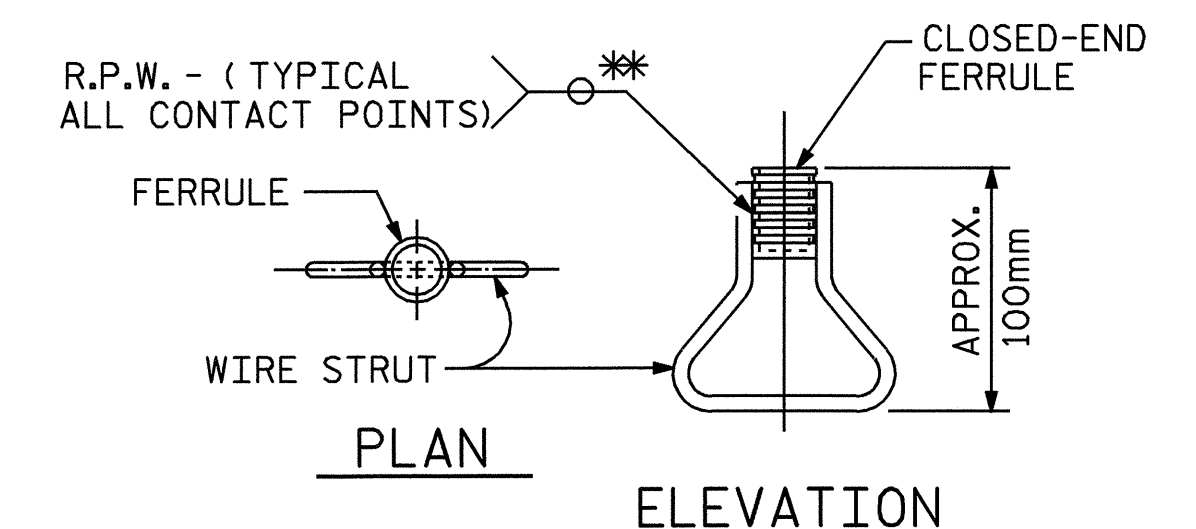 CLOSED-END
FERRULE
R.P.W. - (TYPICAL
ALL CONTACT POINTS)
**
FERRULE
APPROX.
100mm
WIRE STRUT
PLAN
ELEVATION